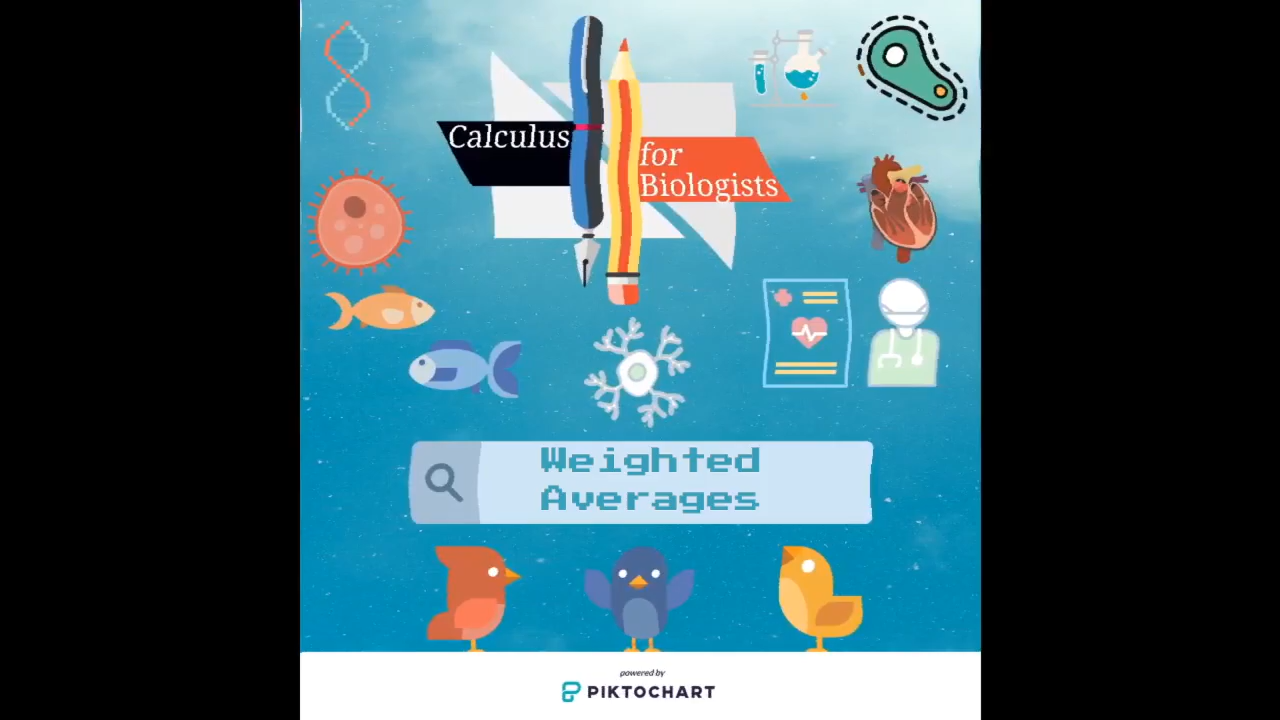 Calculus
for
Biologists
Weighted
Averages
powered by
PIKTOCHART